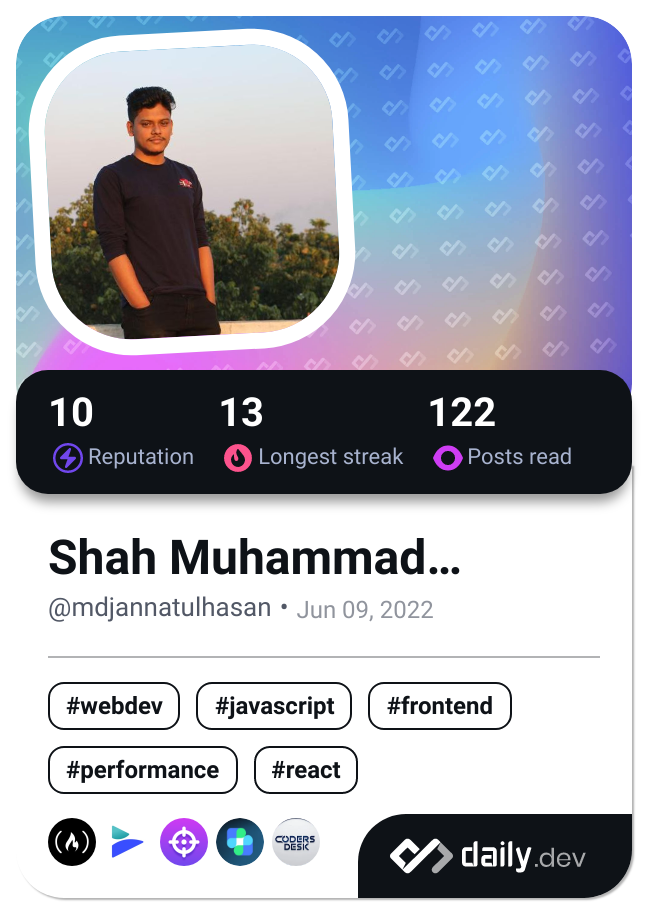 10 13 122
Reputation Longest streak Posts read
Shah Muhammad...
@mdjannatulhasan • Jun 09, 2022
#webdev #javascript #frontend
#performance #react
CODERS
DESK
daily.dev